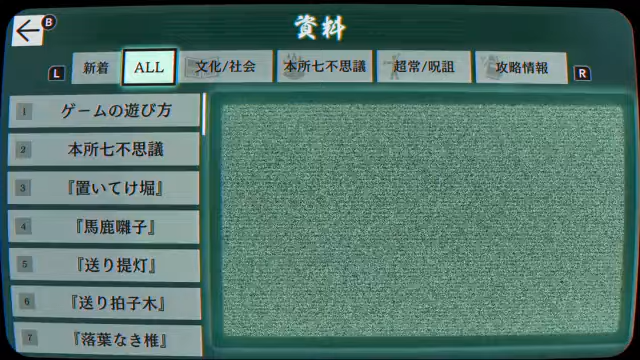 B
資料
L
新着
ALL
文化/社会
本所七不思議
超常/呪詛
攻略情報
R
1 ゲームの遊び方
2 本所七不思議
3 『置いてけ堀』
4 『馬鹿囃子』
5 『送り提灯』
6 『送り拍子木』
7 『落葉なき椎』